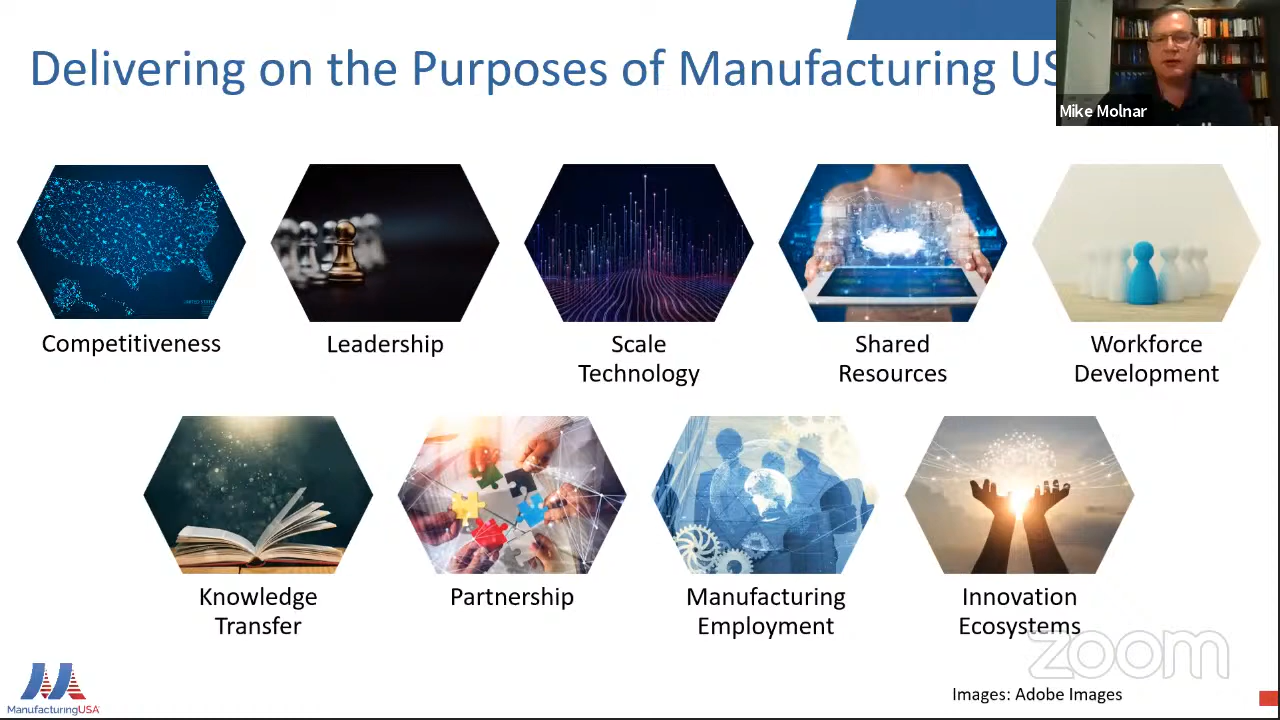 Delivering on the Purposes of Manufacturing US
Mike Molnar
Competitiveness
Leadership
Scale
Technology
Shared
Resources
Workforce
Development
Knowledge
Transfer
Partnership
Manufacturing
Employment
Innovation
Ecosystems
zoom
Images: Adobe Images
ManufacturingUSA